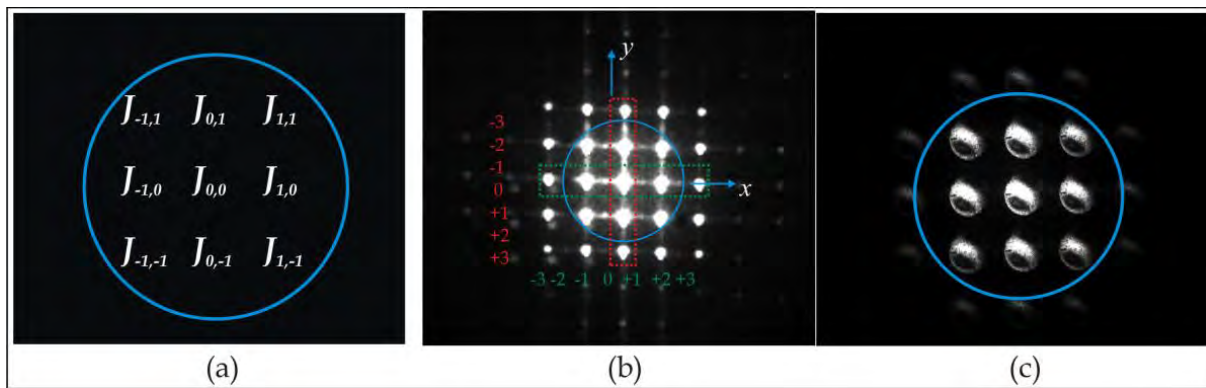 J-1,1 J0,1 J1,1
J-1,0 J0,0 J1,0
J-1,-1 J0,-1 J1,-1
(a)
y
x
-3
-2
-1
0
+1
+2
+3
-3 -2 -1 0 +1 +2 +3
(b)
(c)